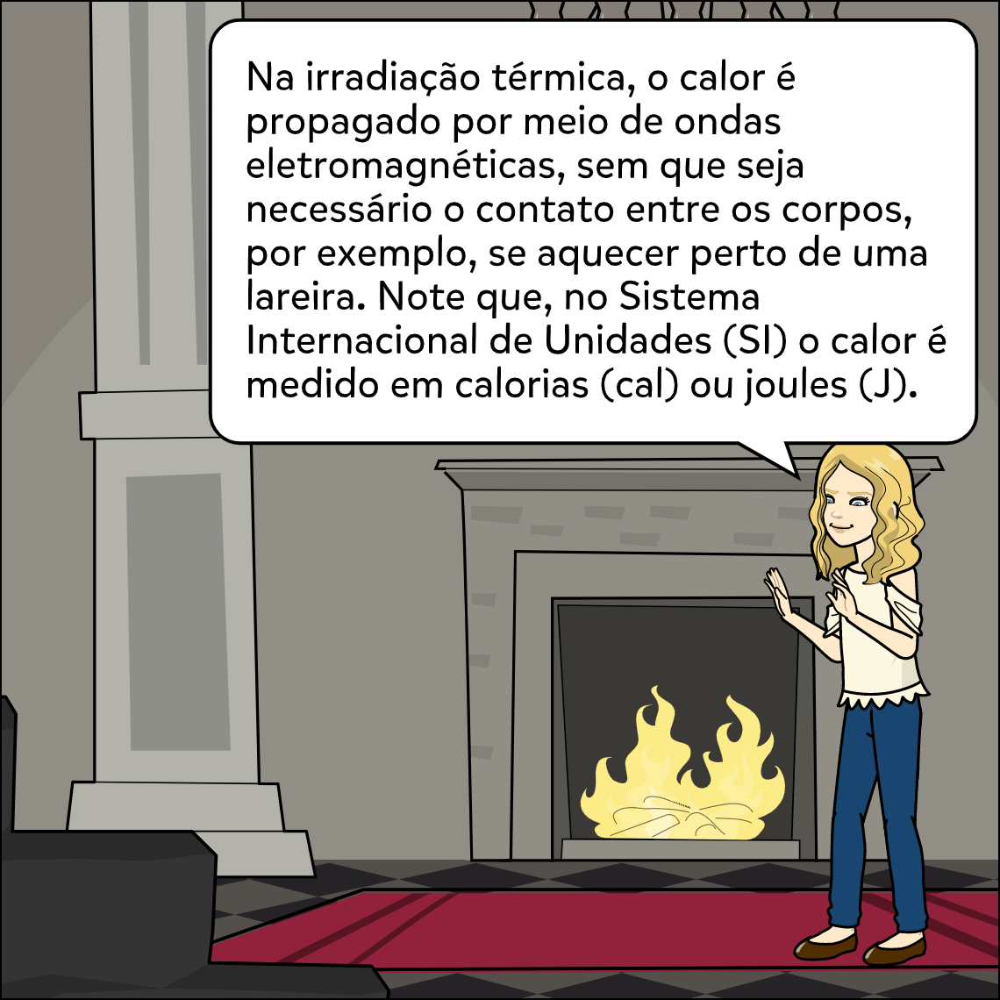 Na irradiação térmica, o calor é
propagado por meio de ondas
eletromagnéticas, sem que seja
necessário o contato entre os corpos,
por exemplo, se aquecer perto de uma
lareira. Note que, no Sistema
Internacional de Unidades (SI) o calor é
medido em calorias (cal) ou joules (J).